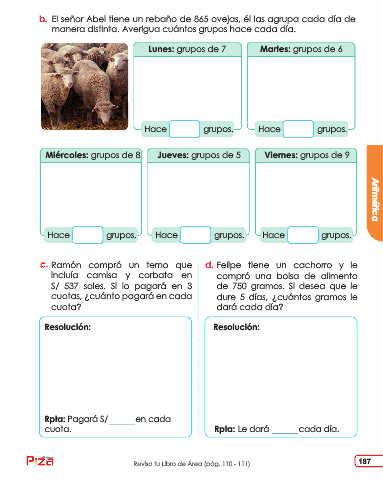 b. El señor Abel tiene un rebaño de 865 ovejas, él las agrupa cada día de
manera distinta. Averigua cuántos grupos hace cada día.
Lunes: grupos de 7
Hace grupos.
Martes: grupos de 6
Hace grupos.
Miércoles: grupos de 8
Hace grupos.
Jueves: grupos de 5
Hace grupos.
Viernes: grupos de 9
Hace grupos.
Aritmética
c. Ramón compró un terno que
incluía camisa y corbata en
S/ 537 soles. Si lo pagará en 3
cuotas, ¿cuánto pagará en cada
cuota?
Resolución:
Rpta: Pagará S/ ______ en cada
cuota.
d. Felipe tiene un cachorro y le
compró una bolsa de alimento
de 750 gramos. Si desea que le
dure 5 días, ¿cuántos gramos le
dará cada día?
Resolución:
Rpta: Le dará ______ cada día.
Pizza
Revisa tu Libro de Área (pág. 110 - 111)
187